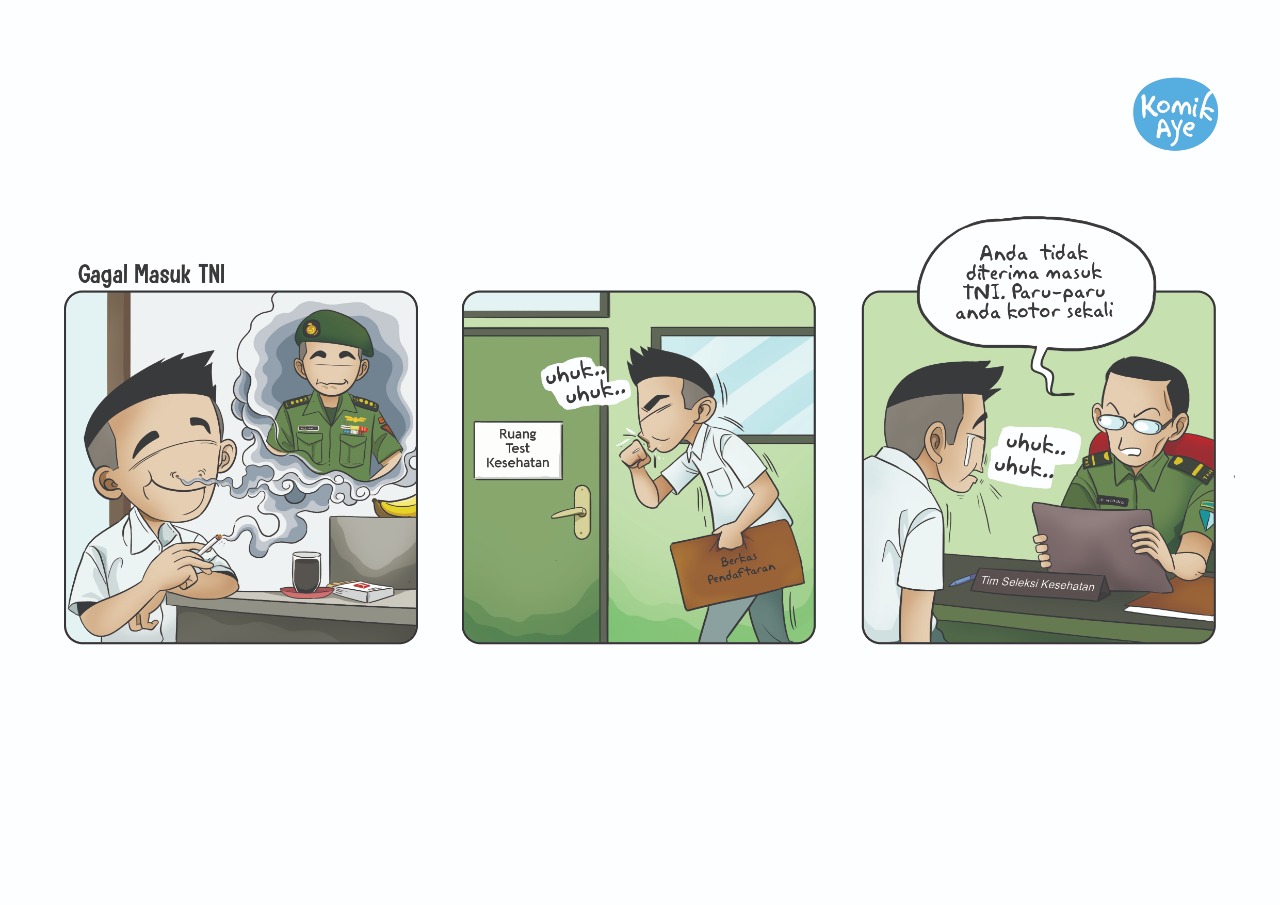 Komik
Aye
Gagal Masuk TNI
uhuk..
uhuk..
Ruang
Test
Kesehatan
Berkas
Pendaftaran
Anda tidak
diterima masuk
TNI. Paru-paru
anda kotor sekali
uhuk..
uhuk..
Tim Seleksi Kesehatan